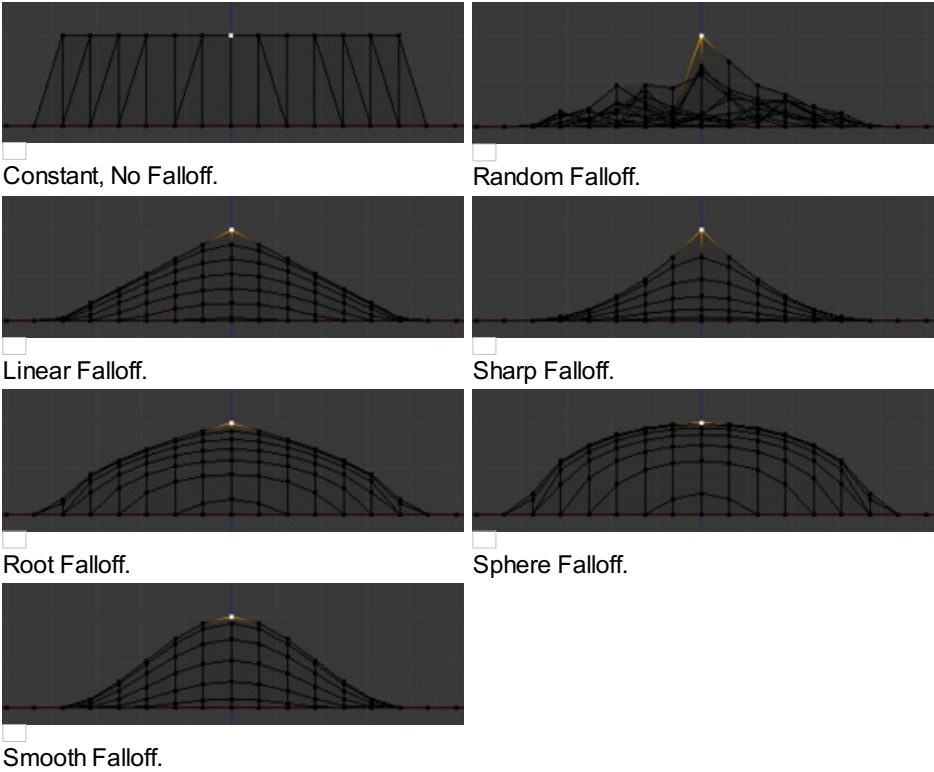 Constant, No Falloff.
Random Falloff.
Linear Falloff.
Sharp Falloff.
Root Falloff.
Sphere Falloff.
Smooth Falloff.